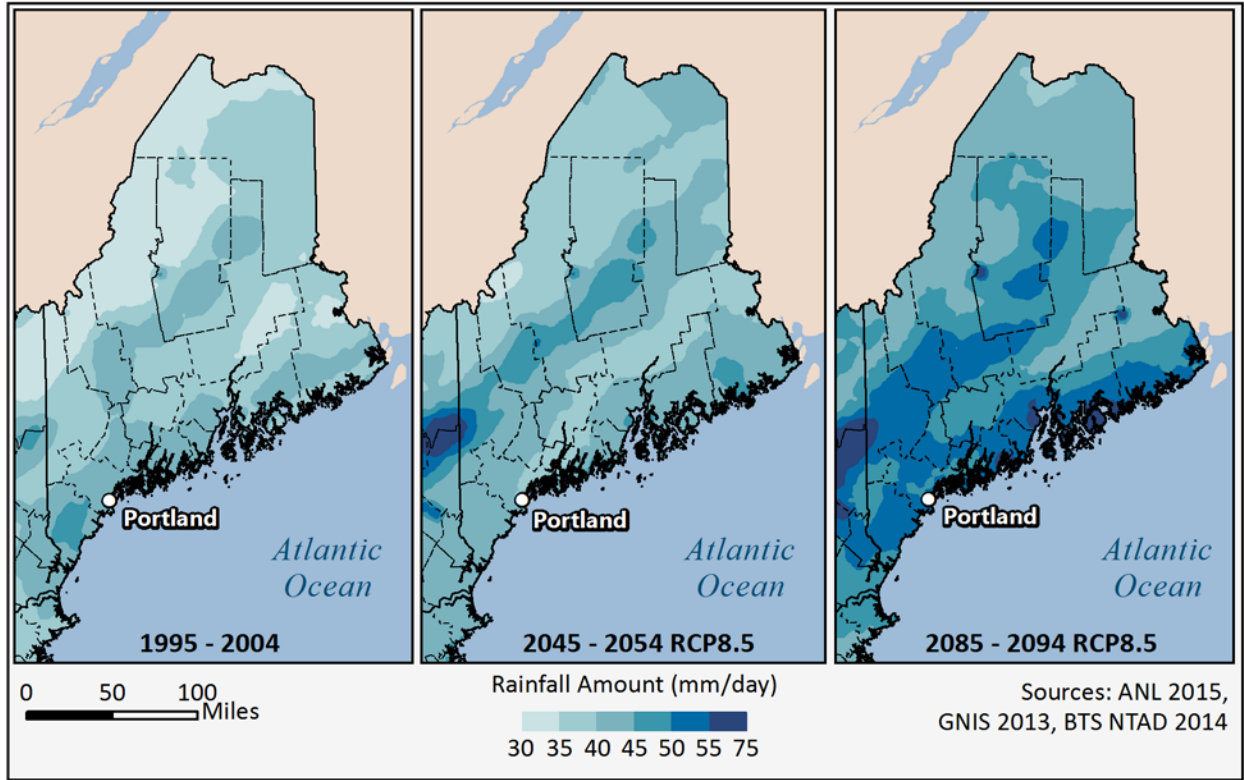 Portland
Atlantic
Ocean
1995 - 2004
Portland
Atlantic
Ocean
2045 - 2054 RCP8.5
Portland
Atlantic
Ocean
2085 - 2094 RCP8.5
0 50 100
Miles
Rainfall Amount (mm/day)
30 35 40 45 50 55 75
Sources: ANL 2015,
GNIS 2013, BTS NTAD 2014